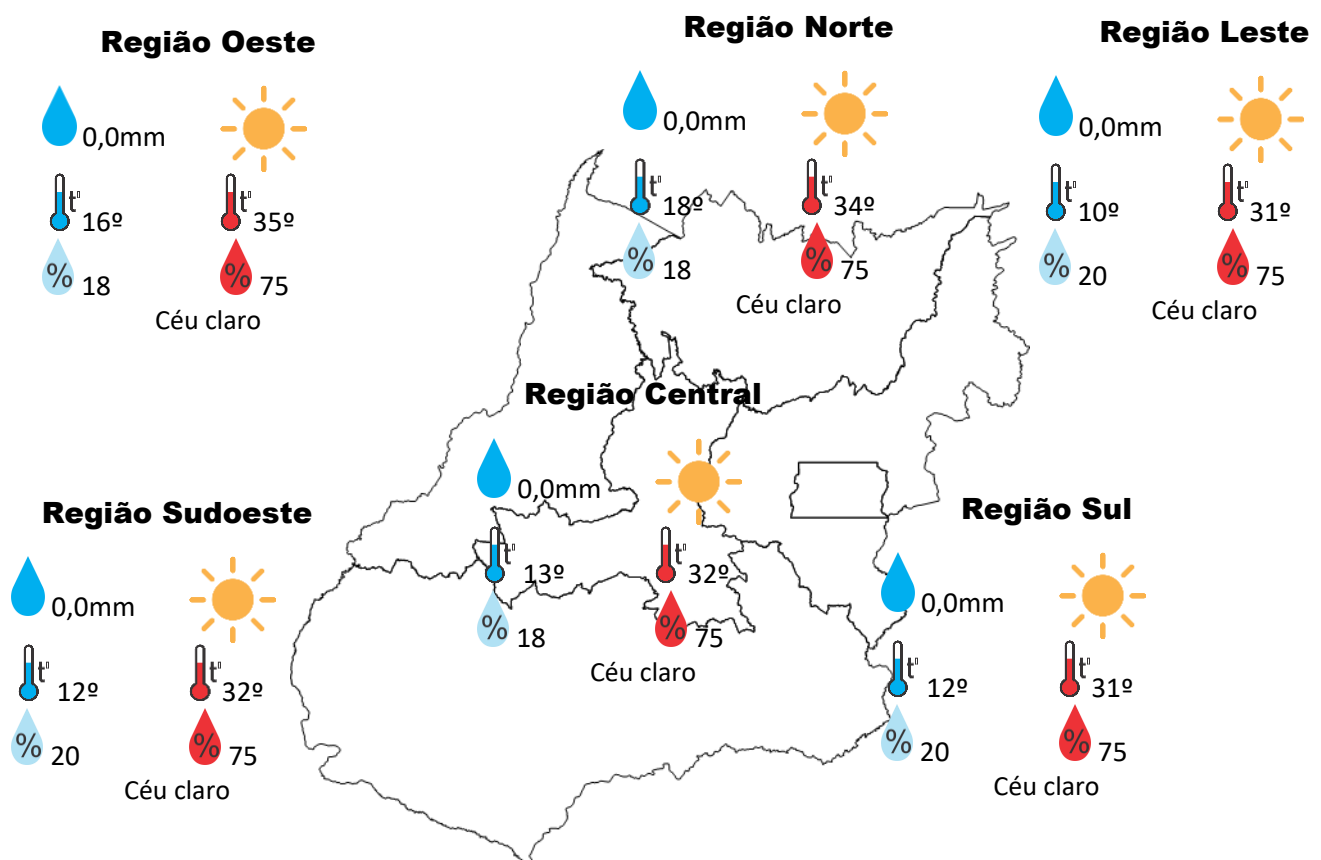 Região Oeste
0,0mm
t°
16º
t°
35º
% 18
% 75
Céu claro
Região Norte
0,0mm
t°
18º
t°
34º
% 18
% 75
Céu claro
Região Leste
0,0mm
t°
10º
t°
31º
% 20
% 75
Céu claro
Região Central
0,0mm
t°
13º
t°
32º
% 18
% 75
Céu claro
Região Sudoeste
0,0mm
t°
12º
t°
32º
% 20
% 75
Céu claro
Região Sul
0,0mm
t°
12º
t°
31º
% 20
% 75
Céu claro